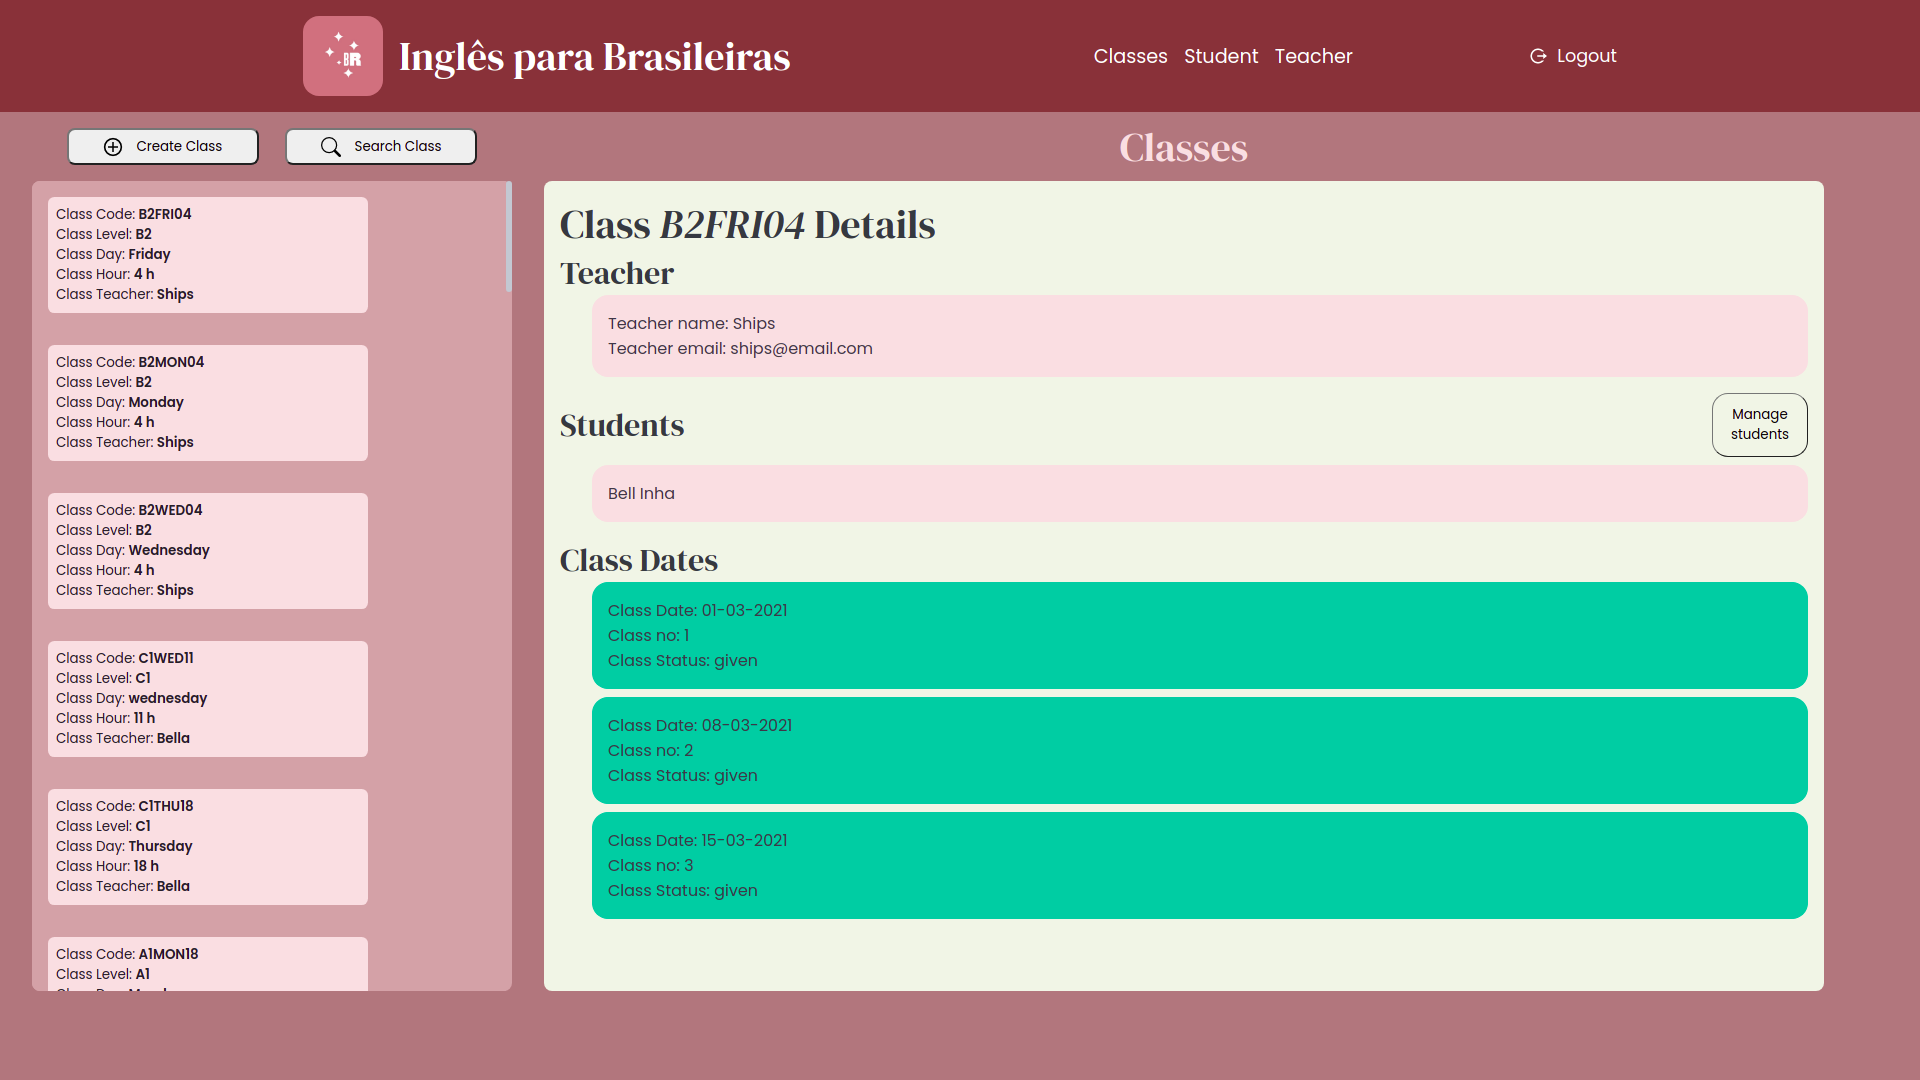 BR
Inglês para Brasileiras
Classes Student Teacher
Logout
Create Class
Search Class
Classes
Class Code: B2FRI04
Class Level: B2
Class Day: Friday
Class Hour: 4 h
Class Teacher: Ships
Class Code: B2MON04
Class Level: B2
Class Day: Monday
Class Hour: 4 h
Class Teacher: Ships
Class Code: B2WED04
Class Level: B2
Class Day: Wednesday
Class Hour: 4 h
Class Teacher: Ships
Class Code: C1WED11
Class Level: C1
Class Day: wednesday
Class Hour: 11 h
Class Teacher: Bella
Class Code: C1THU18
Class Level: C1
Class Day: Thursday
Class Hour: 18 h
Class Teacher: Bella
Class Code: A1MON18
Class Level: A1
Class B2FRI04 Details
Teacher
Teacher name: Ships
Teacher email: ships@email.com
Students
Manage
students
Bell Inha
Class Dates
Class Date: 01-03-2021
Class no: 1
Class Status: given
Class Date: 08-03-2021
Class no: 2
Class Status: given
Class Date: 15-03-2021
Class no: 3
Class Status: given